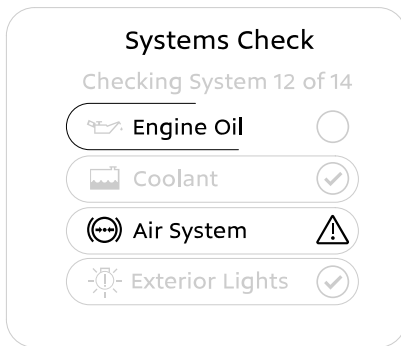 Systems Check
Checking System 12 of 14
Engine Oil
Coolant
Air System
Exterior Lights